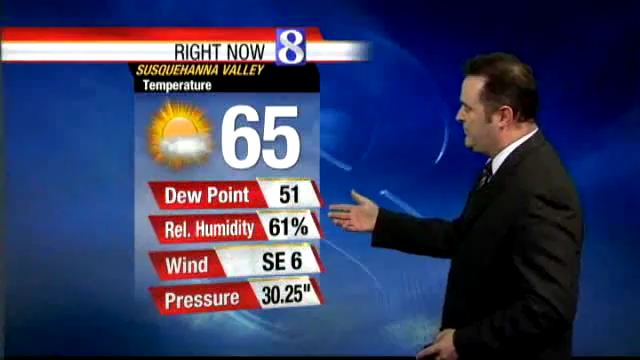 RIGHT NOW 8
SUSQUEHANNA VALLEY
Temperature
65
Dew Point 51
Rel. Humidity 61%
Wind SE 6
Pressure 30.25"